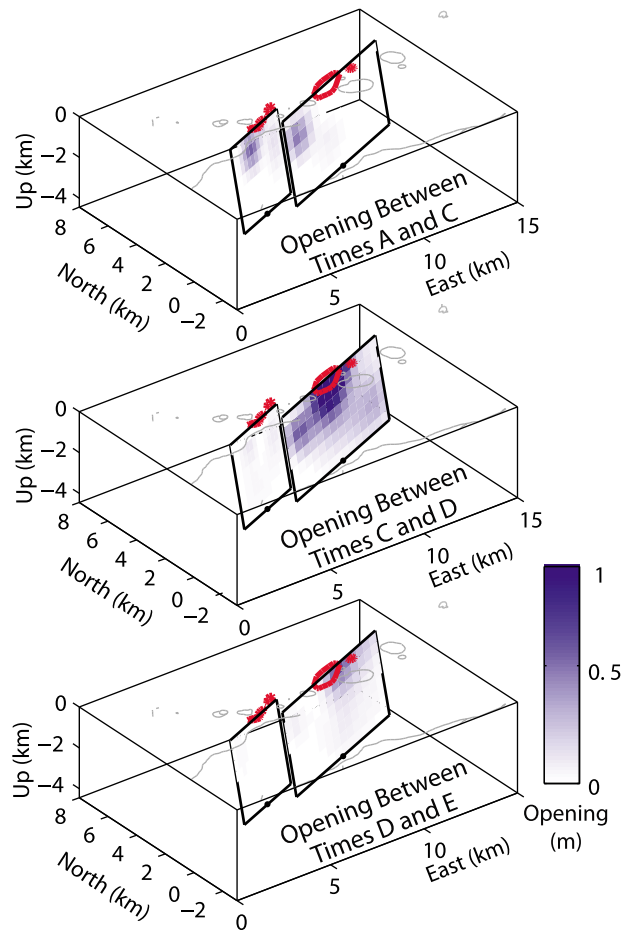 0
−2
−4
Up (km)
8
6
4
2
0
−2
North (km)
0
5
10
15
East (km)
Opening Between
Times A and C
0
−2
−4
Up (km)
8
6
4
2
0
−2
North (km)
0
5
10
15
East (km)
Opening Between
Times C and D
0
−2
−4
Up (km)
8
6
4
2
0
−2
North (km)
0
5
10
East (km)
Opening Between
Times D and E
1
0.5
0
Opening
(m)